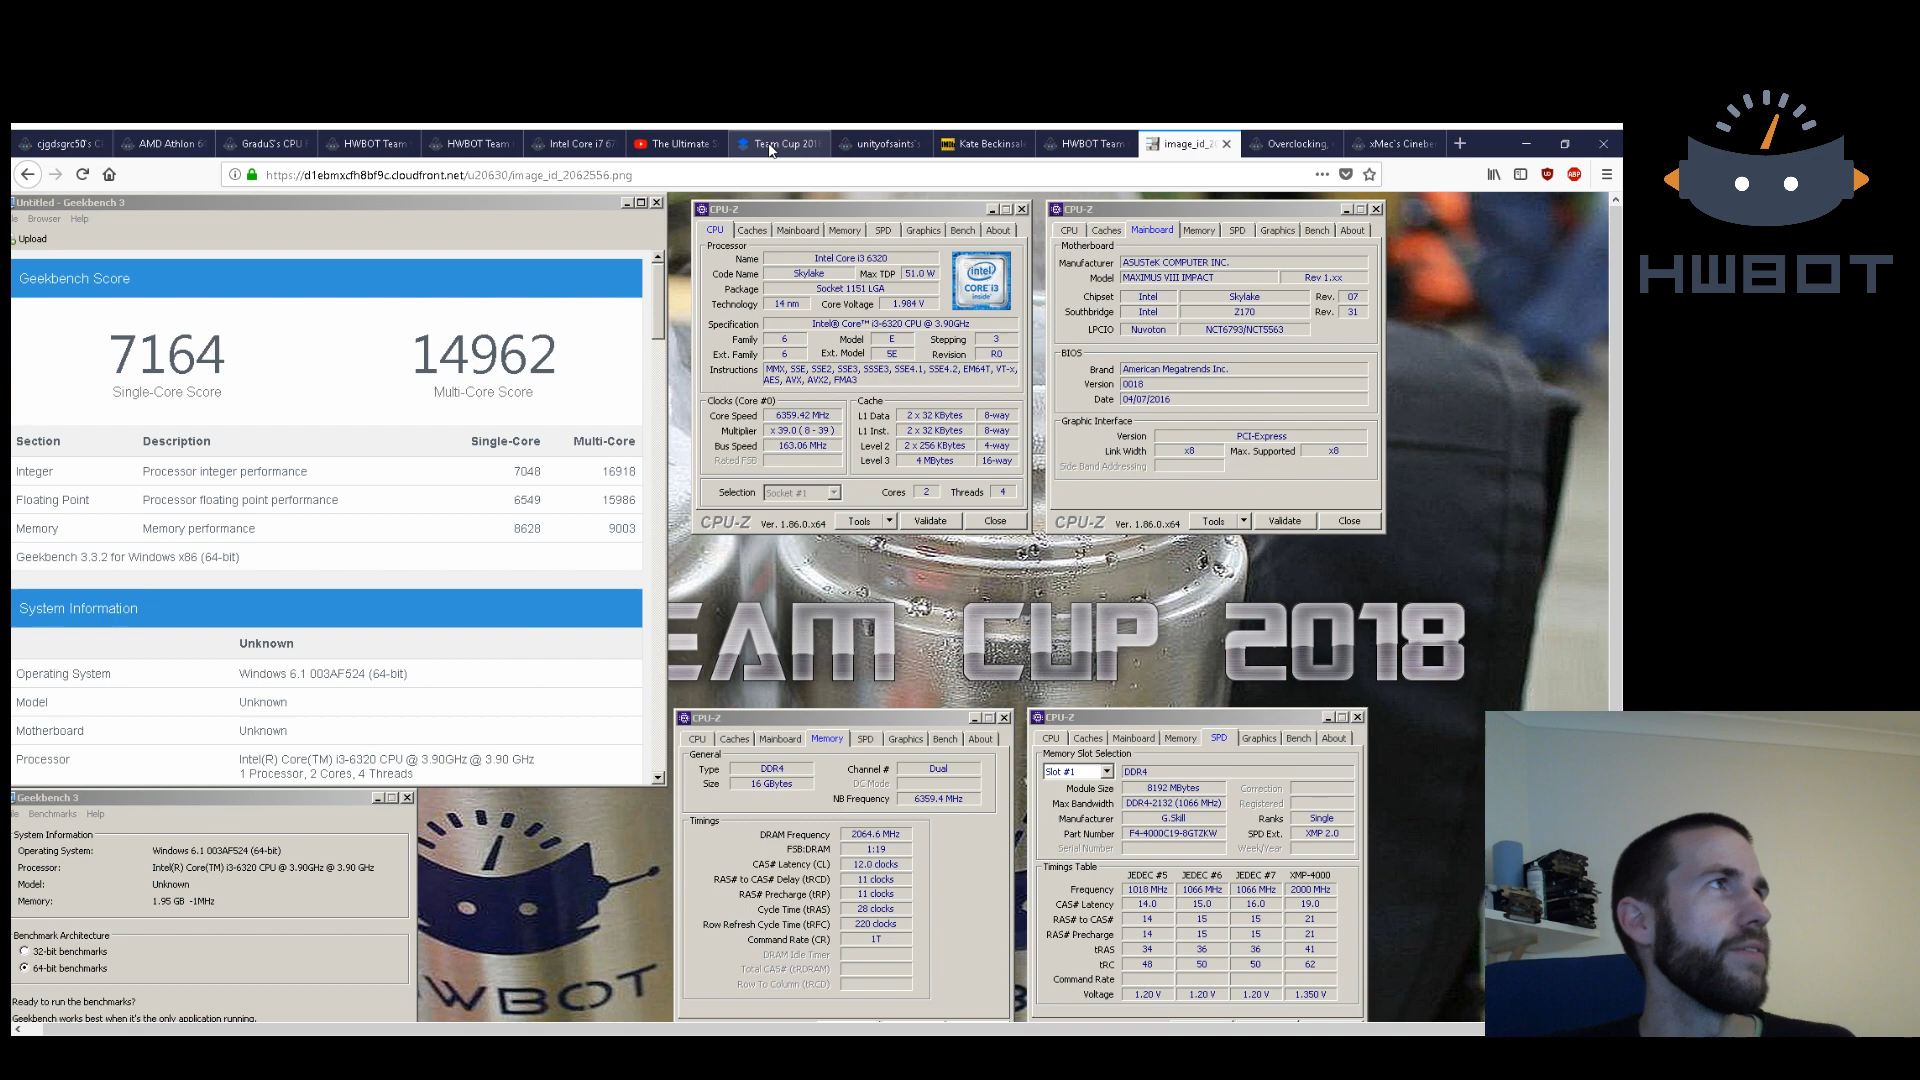 cjgdsgrc50's C
AMD Athlon 6
GraduS's CPU F
HWBOT Team
HWBOT Team
Intel Core i7 67
The Ultimate S
Team Cup 201
unityofsaints's
Kate Beckinsal
HWBOT Team
image_id_2
Overclocking,
xMec's Cineber
https://d1ebmxcfh8bf9c.cloudfront.net/u20630/image_id_2062556.png
HWBOT
Untitled - Geekbench 3
Browser Help
Upload
Geekbench Score
7164 14962
Single-Core Score Multi-Core Score
Section Description Single-Core Multi-Core
Integer Processor integer performance 7048 16918
Floating Point Processor floating point performance 6549 15986
Memory Memory performance 8628 9003
Geekbench 3.3.2 for Windows x86 (64-bit)
System Information
Unknown
Operating System Windows 6.1 003AF524 (64-bit)
Model Unknown
Motherboard Unknown
Processor Intel(R) Core(TM) i3-6320 CPU @ 3.90GHz @ 3.90 GHz
1 Processor, 2 Cores, 4 Threads
Geekbench 3
Benchmarks Help
System Information
Operating System: Windows 6.1 003AF524 (64-bit)
Processor: Intel(R) Core(TM) i3-6320 CPU @ 3.90GHz @ 3.90 GHz
Model: Unknown
Memory: 1.95 GB -1MHz
Benchmark Architecture
32-bit benchmarks
64-bit benchmarks
Ready to run the benchmarks?
Geekbench works best when it's the only application running.
CPU-Z
CPU Caches Mainboard Memory SPD Graphics Bench About
Processor
Name Intel Core i3 6320
Code Name Skylake Max TDP 51.0 W
Package Socket 1151 LGA
Technology 14 nm Core Voltage 1.984 V
intel CORE i3 inside
Specification Intel® Core™ i3-6320 CPU @ 3.90GHz
Family 6 Model E Stepping 3
Ext. Family 6 Ext. Model 5E Revision R0
Instructions MMX, SSE, SSE2, SSE3, SSSE3, SSE4.1, SSE4.2, EM64T, VT-x,
AES, AVX, AVX2, FMA3
Clocks (Core #0) Cache
Core Speed 6359.42 MHz L1 Data 2 x 32 KBytes 8-way
Multiplier x 39.0 ( 8 - 39 ) L1 Inst. 2 x 32 KBytes 8-way
Bus Speed 163.06 MHz Level 2 2 x 256 KBytes 4-way
Rated FSB Level 3 4 MBytes 16-way
Selection Socket #1 Cores 2 Threads 4
CPU-Z Ver. 1.86.0.x64 Tools Validate Close
CPU-Z
CPU Caches Mainboard Memory SPD Graphics Bench About
Motherboard
Manufacturer ASUSTeK COMPUTER INC.
Model MAXIMUS VIII IMPACT Rev 1.xx
Chipset Intel Skylake Rev. 07
Southbridge Intel Z170 Rev. 31
LPCIO Nuvoton NCT6793/NCT5563
BIOS
Brand American Megatrends Inc.
Version 0018
Date 04/07/2016
Graphic Interface
Version PCI-Express
Link Width x8 Max. Supported x8
Side Band Addressing
CPU-Z Ver. 1.86.0.x64 Tools Validate Close
EAM CUP 2018
CPU-Z
CPU Caches Mainboard Memory SPD Graphics Bench About
General
Type DDR4 Channel # Dual
Size 16 GBytes DC Mode
NB Frequency 6359.4 MHz
Timings
DRAM Frequency 2064.6 MHz
FSB:DRAM 1:19
CAS# Latency (CL) 12.0 clocks
RAS# to CAS# Delay (tRCD) 11 clocks
RAS# Precharge (tRP) 11 clocks
Cycle Time (tRAS) 28 clocks
Row Refresh Cycle Time (tRFC) 220 clocks
Command Rate (CR) 1T
DRAM Idle Timer
Total CAS# (tRDRAM)
Row To Column (tRCD)
CPU-Z
CPU Caches Mainboard Memory SPD Graphics Bench About
Memory Slot Selection
Slot #1 DDR4
Module Size 8192 MBytes Correction
Max Bandwidth DDR4-2132 (1066 MHz) Registered
Manufacturer G.Skill Ranks Single
Part Number F4-4000C19-8GTZKW SPD Ext. XMP 2.0
Serial Number Week/Year
Timings Table
JEDEC #5 JEDEC #6 JEDEC #7 XMP-4000
Frequency 1018 MHz 1066 MHz 1066 MHz 2000 MHz
CAS# Latency 14.0 15.0 16.0 19.0
RAS# to CAS# 14 15 15 21
RAS# Precharge 14 15 15 21
tRAS 34 36 36 41
tRC 48 50 50 62
Command Rate
Voltage 1.20 V 1.20 V 1.20 V 1.350 V
WBOT